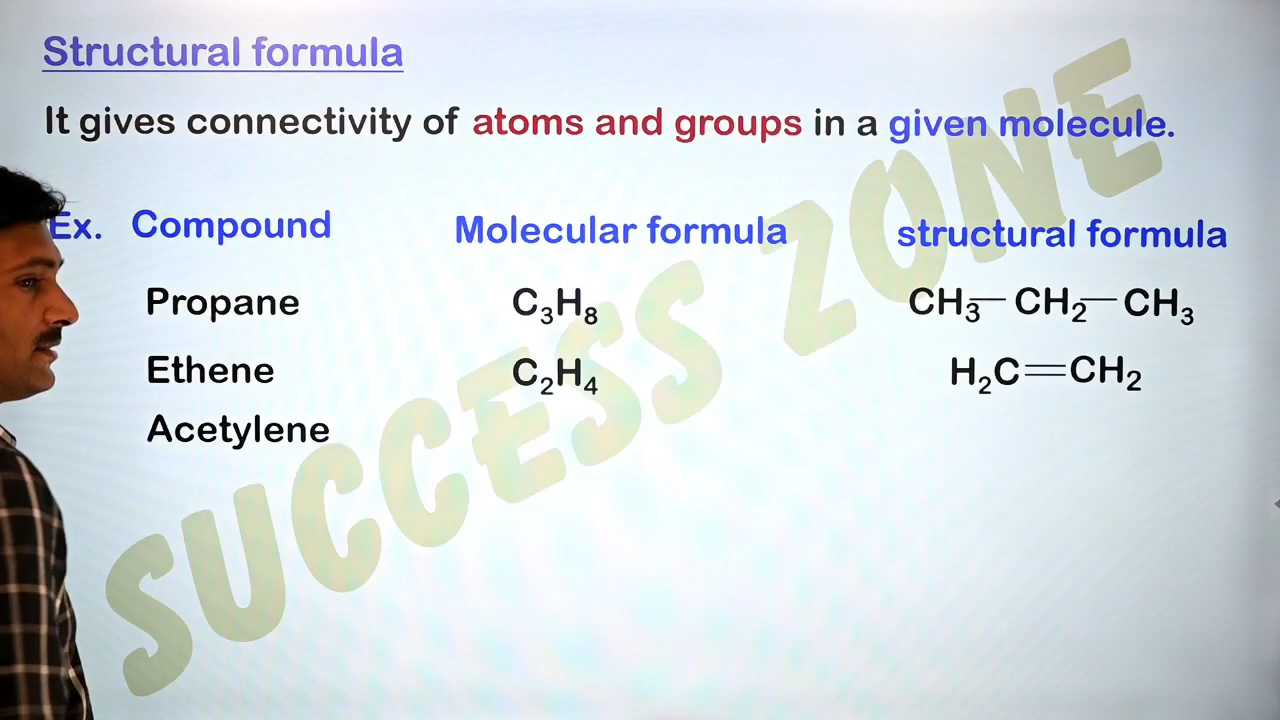 Structural formula
It gives connectivity of atoms and groups in a given molecule.
Ex. Compound Molecular formula structural formula
Propane C₃H₈ CH₃—CH₂—CH₃
Ethene C₂H₄ H₂C=CH₂
Acetylene
SUCCESS ZONE